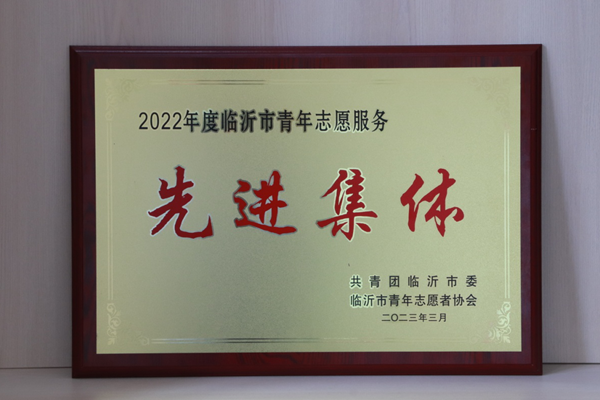 2022年度临沂市青年志愿服务
先进集体
共青团临沂市委
临沂市青年志愿者协会
二〇二三年三月